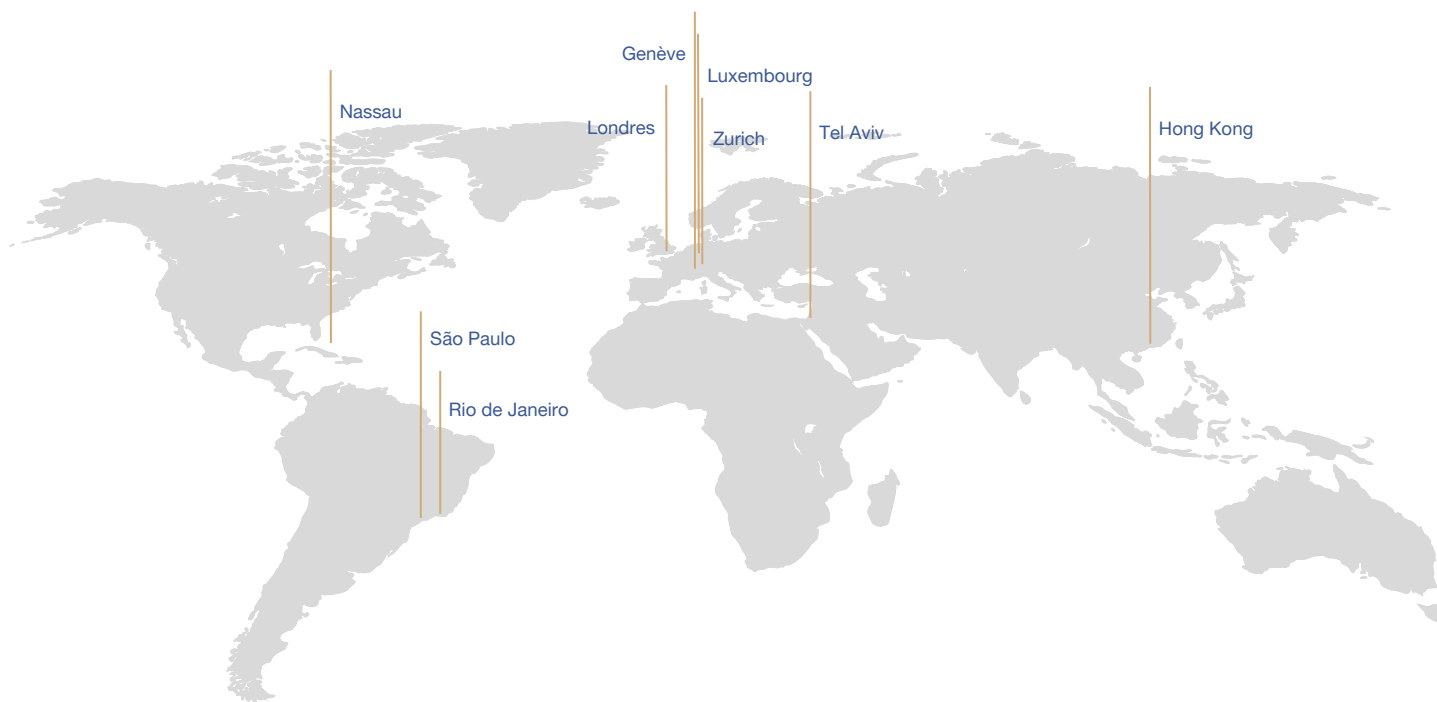 Genève
Luxembourg
Nassau
Londres
Zurich
Tel Aviv
Hong Kong
São Paulo
Rio de Janeiro